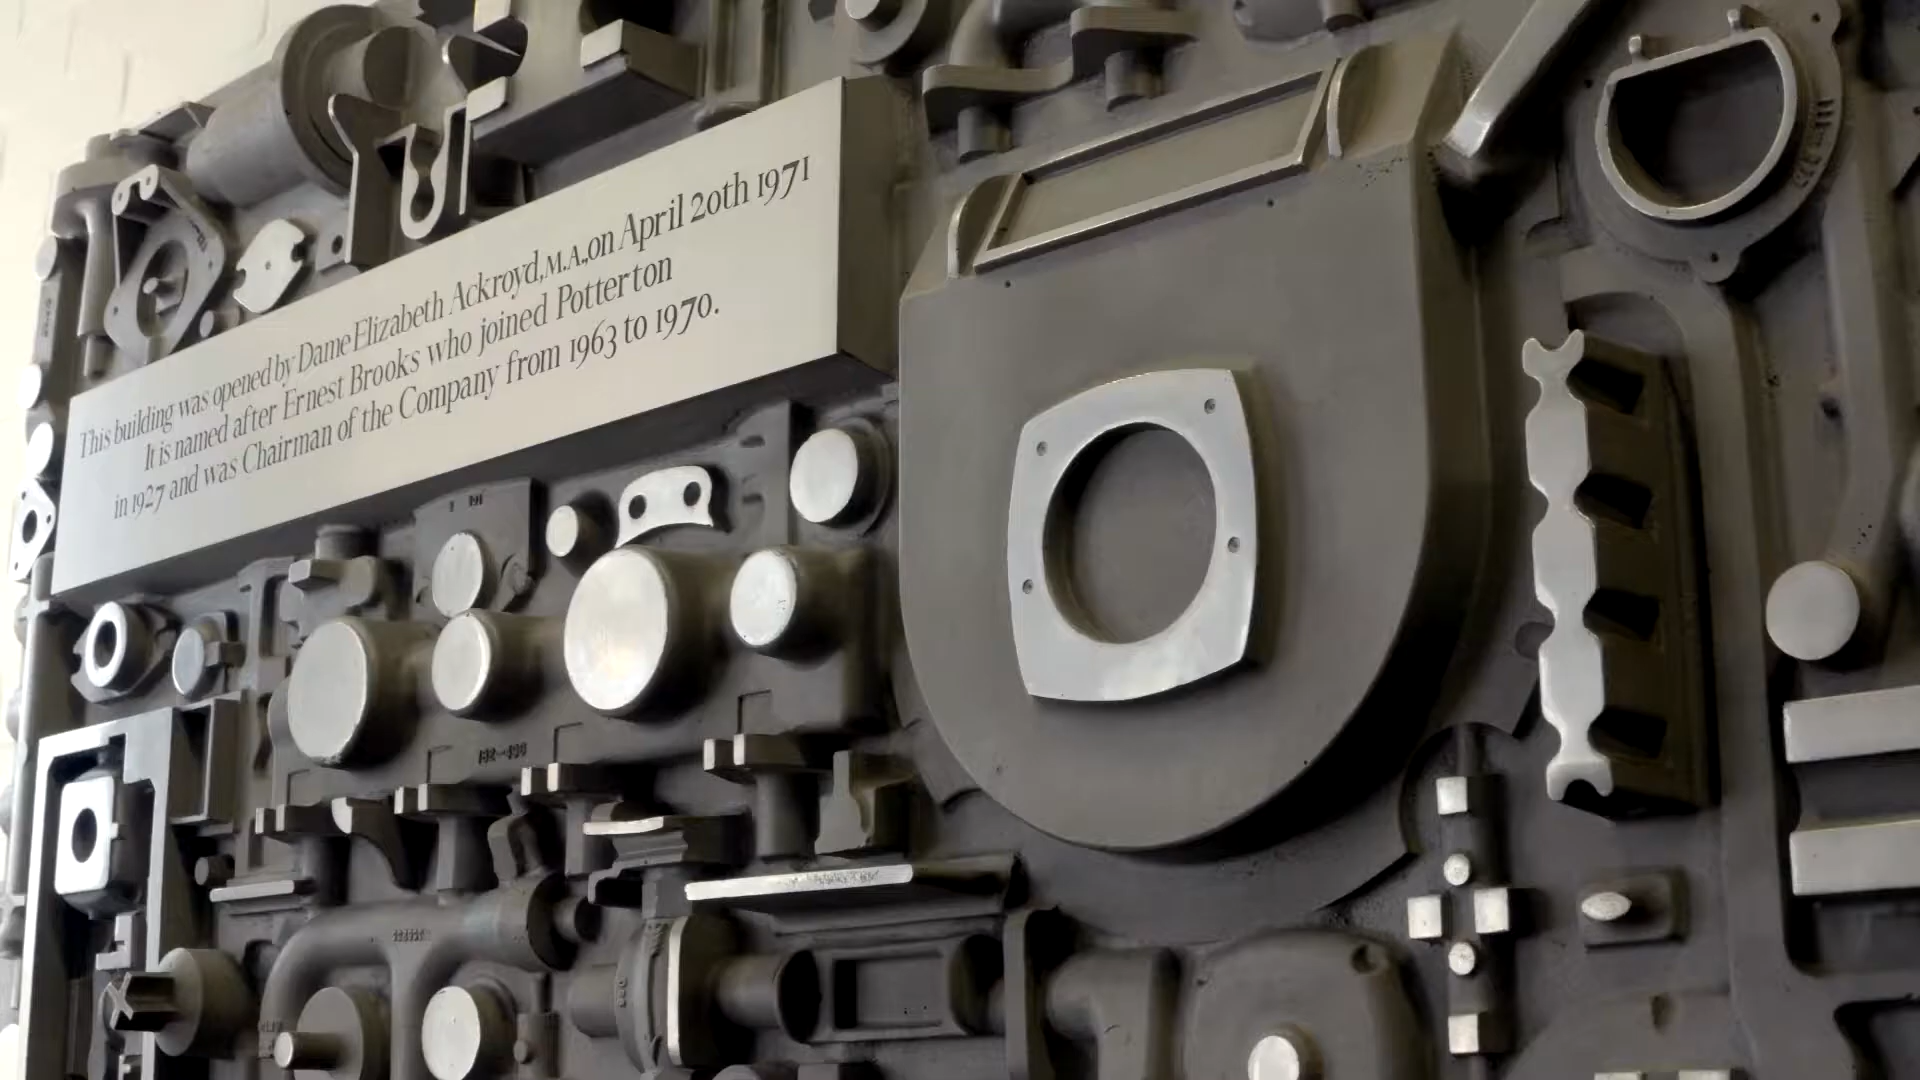 This building was opened by Dame Elizabeth Ackroyd, M.A., on April 20th 1971
It is named after Ernest Brooks who joined Potterton
in 1927 and was Chairman of the Company from 1963 to 1970.